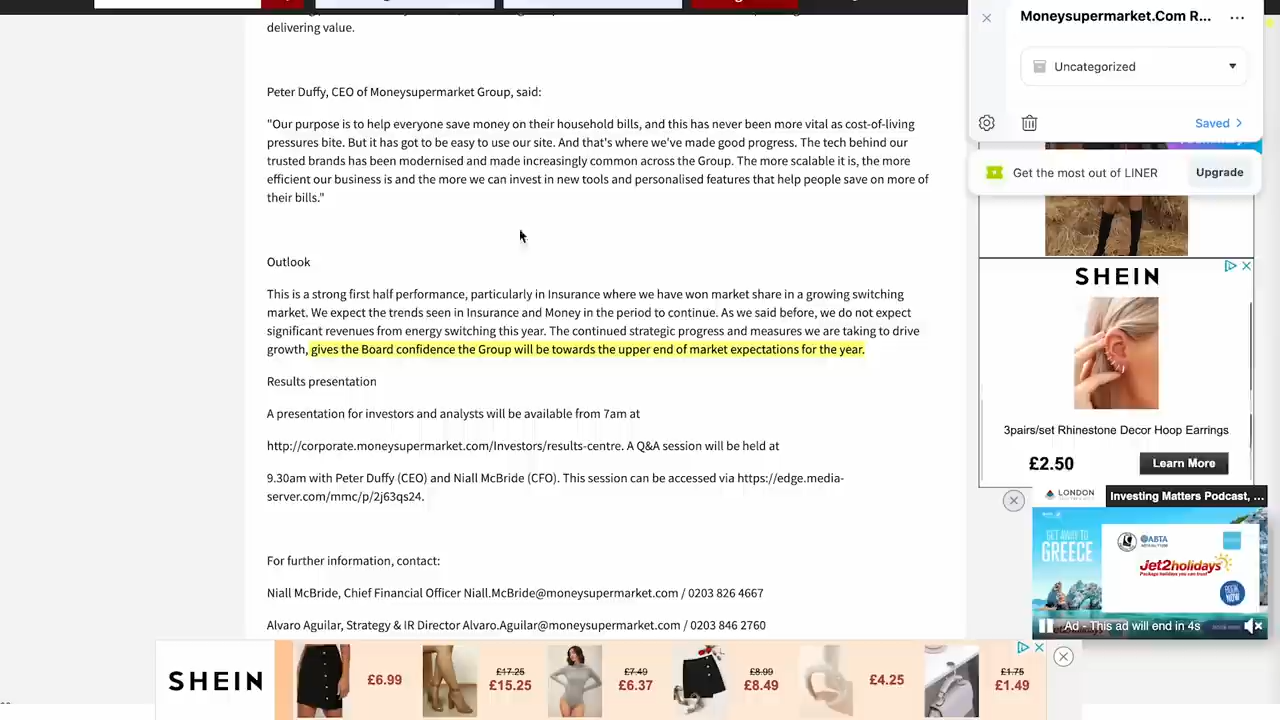 delivering value.
Peter Duffy, CEO of Moneysupermarket Group, said:
"Our purpose is to help everyone save money on their household bills, and this has never been more vital as cost-of-living
pressures bite. But it has got to be easy to use our site. And that's where we've made good progress. The tech behind our
trusted brands has been modernised and made increasingly common across the Group. The more scalable it is, the more
efficient our business is and the more we can invest in new tools and personalised features that help people save on more of
their bills."
Outlook
This is a strong first half performance, particularly in Insurance where we have won market share in a growing switching
market. We expect the trends seen in Insurance and Money in the period to continue. As we said before, we do not expect
significant revenues from energy switching this year. The continued strategic progress and measures we are taking to drive
growth, gives the Board confidence the Group will be towards the upper end of market expectations for the year.
Results presentation
A presentation for investors and analysts will be available from 7am at
http://corporate.moneysupermarket.com/Investors/results-centre. A Q&A session will be held at
9.30am with Peter Duffy (CEO) and Niall McBride (CFO). This session can be accessed via https://edge.media-
server.com/mmc/p/2j63qs24.
For further information, contact:
Niall McBride, Chief Financial Officer Niall.McBride@moneysupermarket.com / 0203 826 4667
Alvaro Aguilar, Strategy & IR Director Alvaro.Aguilar@moneysupermarket.com / 0203 846 2760
Moneysupermarket.Com R...
Uncategorized
Saved
Get the most out of LINER
Upgrade
SHEIN
3pairs/set Rhinestone Decor Hoop Earrings
£2.50
Learn More
LONDON
Investing Matters Podcast, ...
GET AWAY TO
GREECE
ABTA
Jet2holidays
Package holidays you can trust
BOOK
NOW
Ad - This ad will end in 4s
SHEIN
£6.99
£17.25
£15.25
£7.49
£6.37
£8.99
£8.49
£4.25
£1.75
£1.49